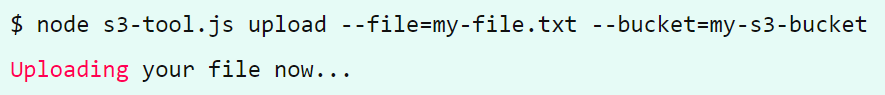 $ node s3-tool.js upload --file=my-file.txt --bucket=my-s3-bucket
Uploading your file now...